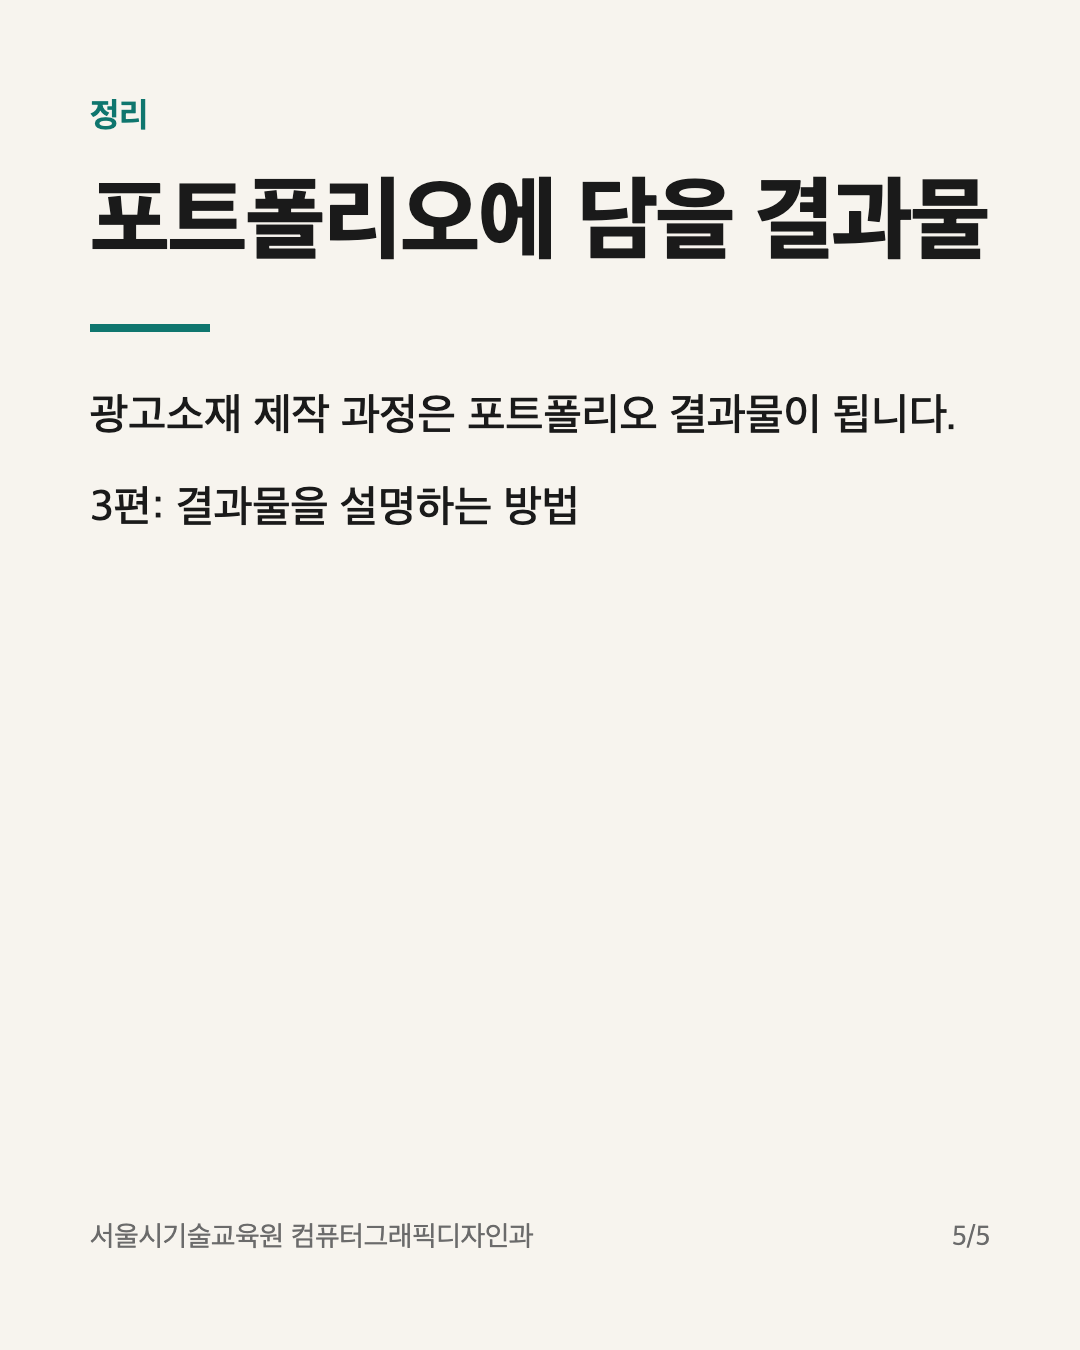 정리
포트폴리오에 담을 결과물
광고소재 제작 과정은 포트폴리오 결과물이 됩니다.
3편: 결과물을 설명하는 방법
서울시기술교육원 컴퓨터그래픽디자인과
5/5